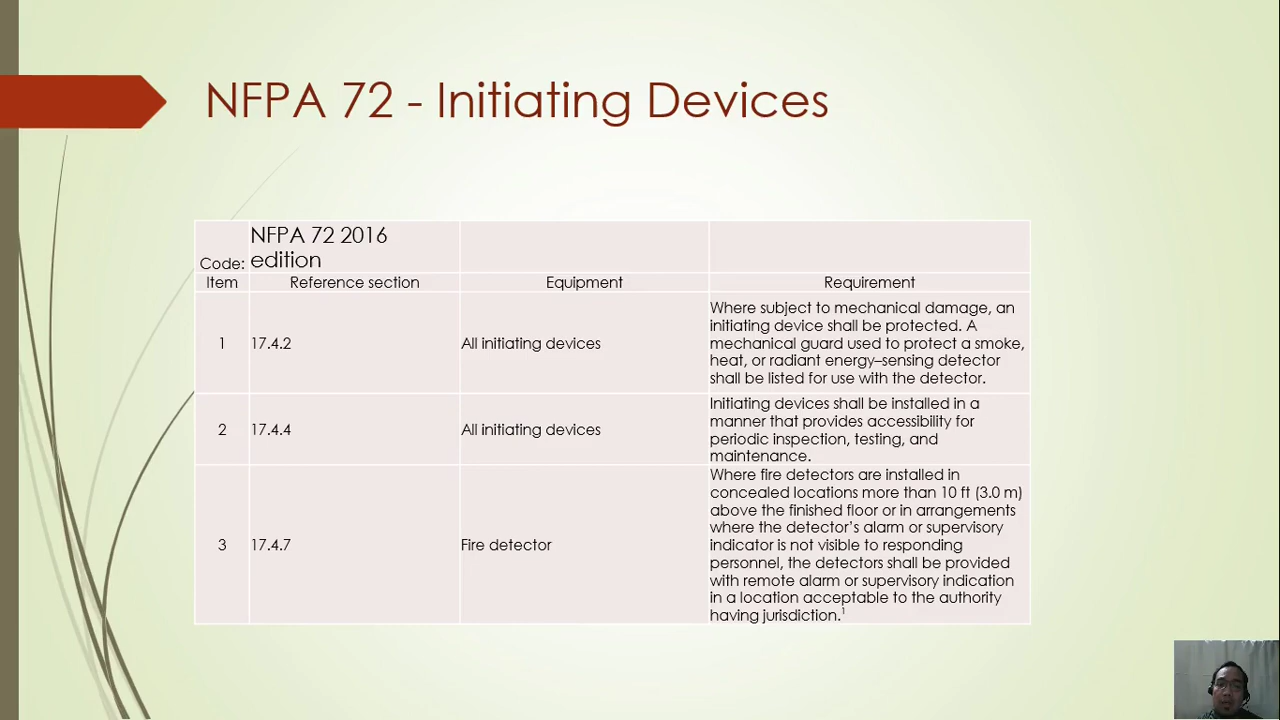 NFPA 72 - Initiating Devices
Code: NFPA 72 2016
edition
Item Reference section Equipment Requirement
1 17.4.2 All initiating devices
Where subject to mechanical damage, an
initiating device shall be protected. A
mechanical guard used to protect a smoke,
heat, or radiant energy–sensing detector
shall be listed for use with the detector.
2 17.4.4 All initiating devices
Initiating devices shall be installed in a
manner that provides accessibility for
periodic inspection, testing, and
maintenance.
3 17.4.7 Fire detector
Where fire detectors are installed in
concealed locations more than 10 ft (3.0 m)
above the finished floor or in arrangements
where the detector’s alarm or supervisory
indicator is not visible to responding
personnel, the detectors shall be provided
with remote alarm or supervisory indication
in a location acceptable to the authority
having jurisdiction.¹